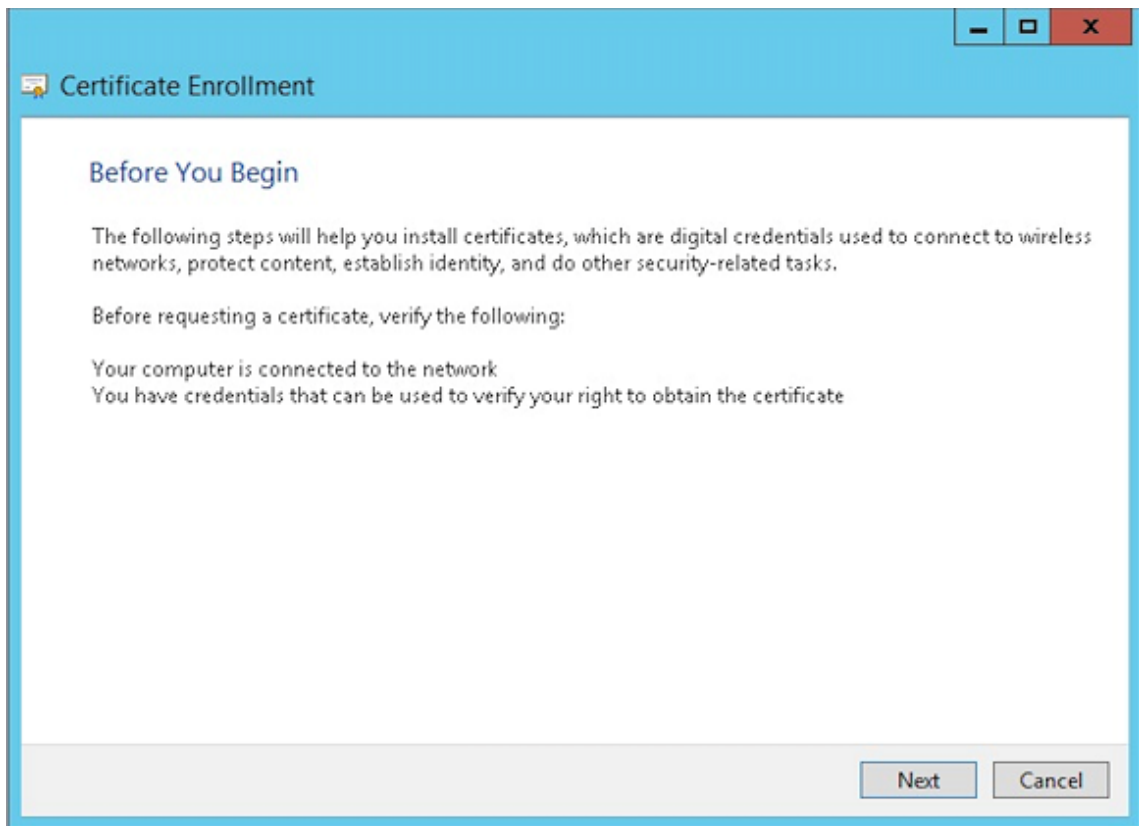 Certificate Enrollment
Before You Begin
The following steps will help you install certificates, which are digital credentials used to connect to wireless
networks, protect content, establish identity, and do other security-related tasks.
Before requesting a certificate, verify the following:
Your computer is connected to the network
You have credentials that can be used to verify your right to obtain the certificate
Next
Cancel